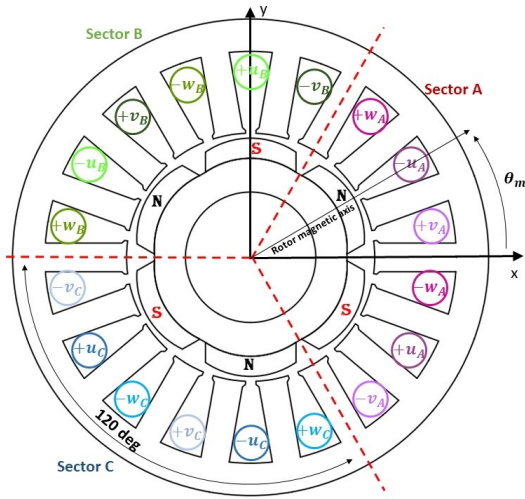 y
Sector B
Sector A
+u_B
−w_B
−v_B
+v_B
+w_A
−u_B
−u_A
θ_m
S
N
N
Rotor magnetic axis
+w_B
+v_A
x
−v_C
−w_A
S
S
+u_C
+u_A
N
−w_C
−v_A
120 deg
+v_C
−u_C
+w_C
Sector C